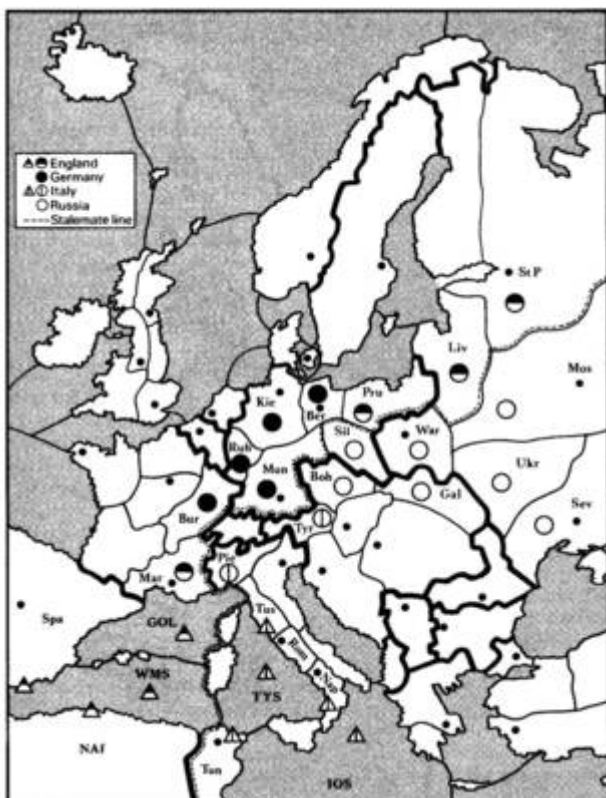 England
Germany
Italy
Russia
Stalemate line
StP
Liv
Mos
Kie
Ber
Pru
Sil
War
Ruh
Mun
Boh
Ukr
Gal
Sev
Bur
Tyr
Mar
Pie
Spa
GOL
Tus
Rom
WMS
TYS
Nap
NAf
Tun
IOS